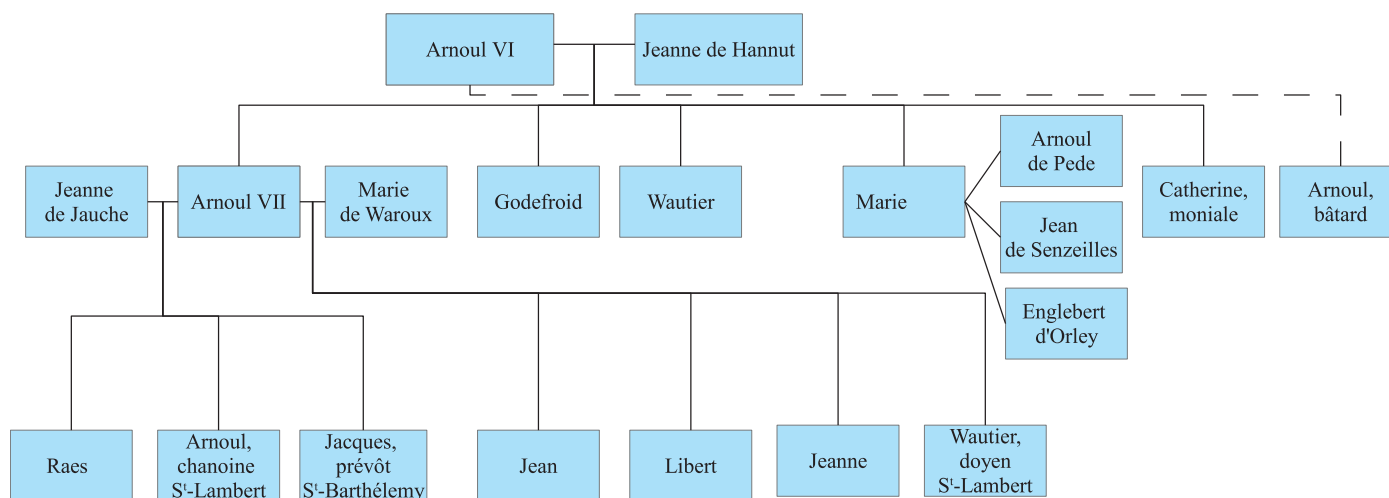 Arnoul VI
Jeanne de Hannut
Jeanne
de Jauche
Arnoul VII
Marie
de Waroux
Godefroid
Wautier
Marie
Arnoul
de Pede
Jean
de Senzeilles
Englebert
d'Orley
Catherine,
moniale
Arnoul,
bâtard
Raes
Arnoul,
chanoine
Sᵗ-Lambert
Jacques,
prévôt
Sᵗ-Barthélemy
Jean
Libert
Jeanne
Wautier,
doyen
Sᵗ-Lambert